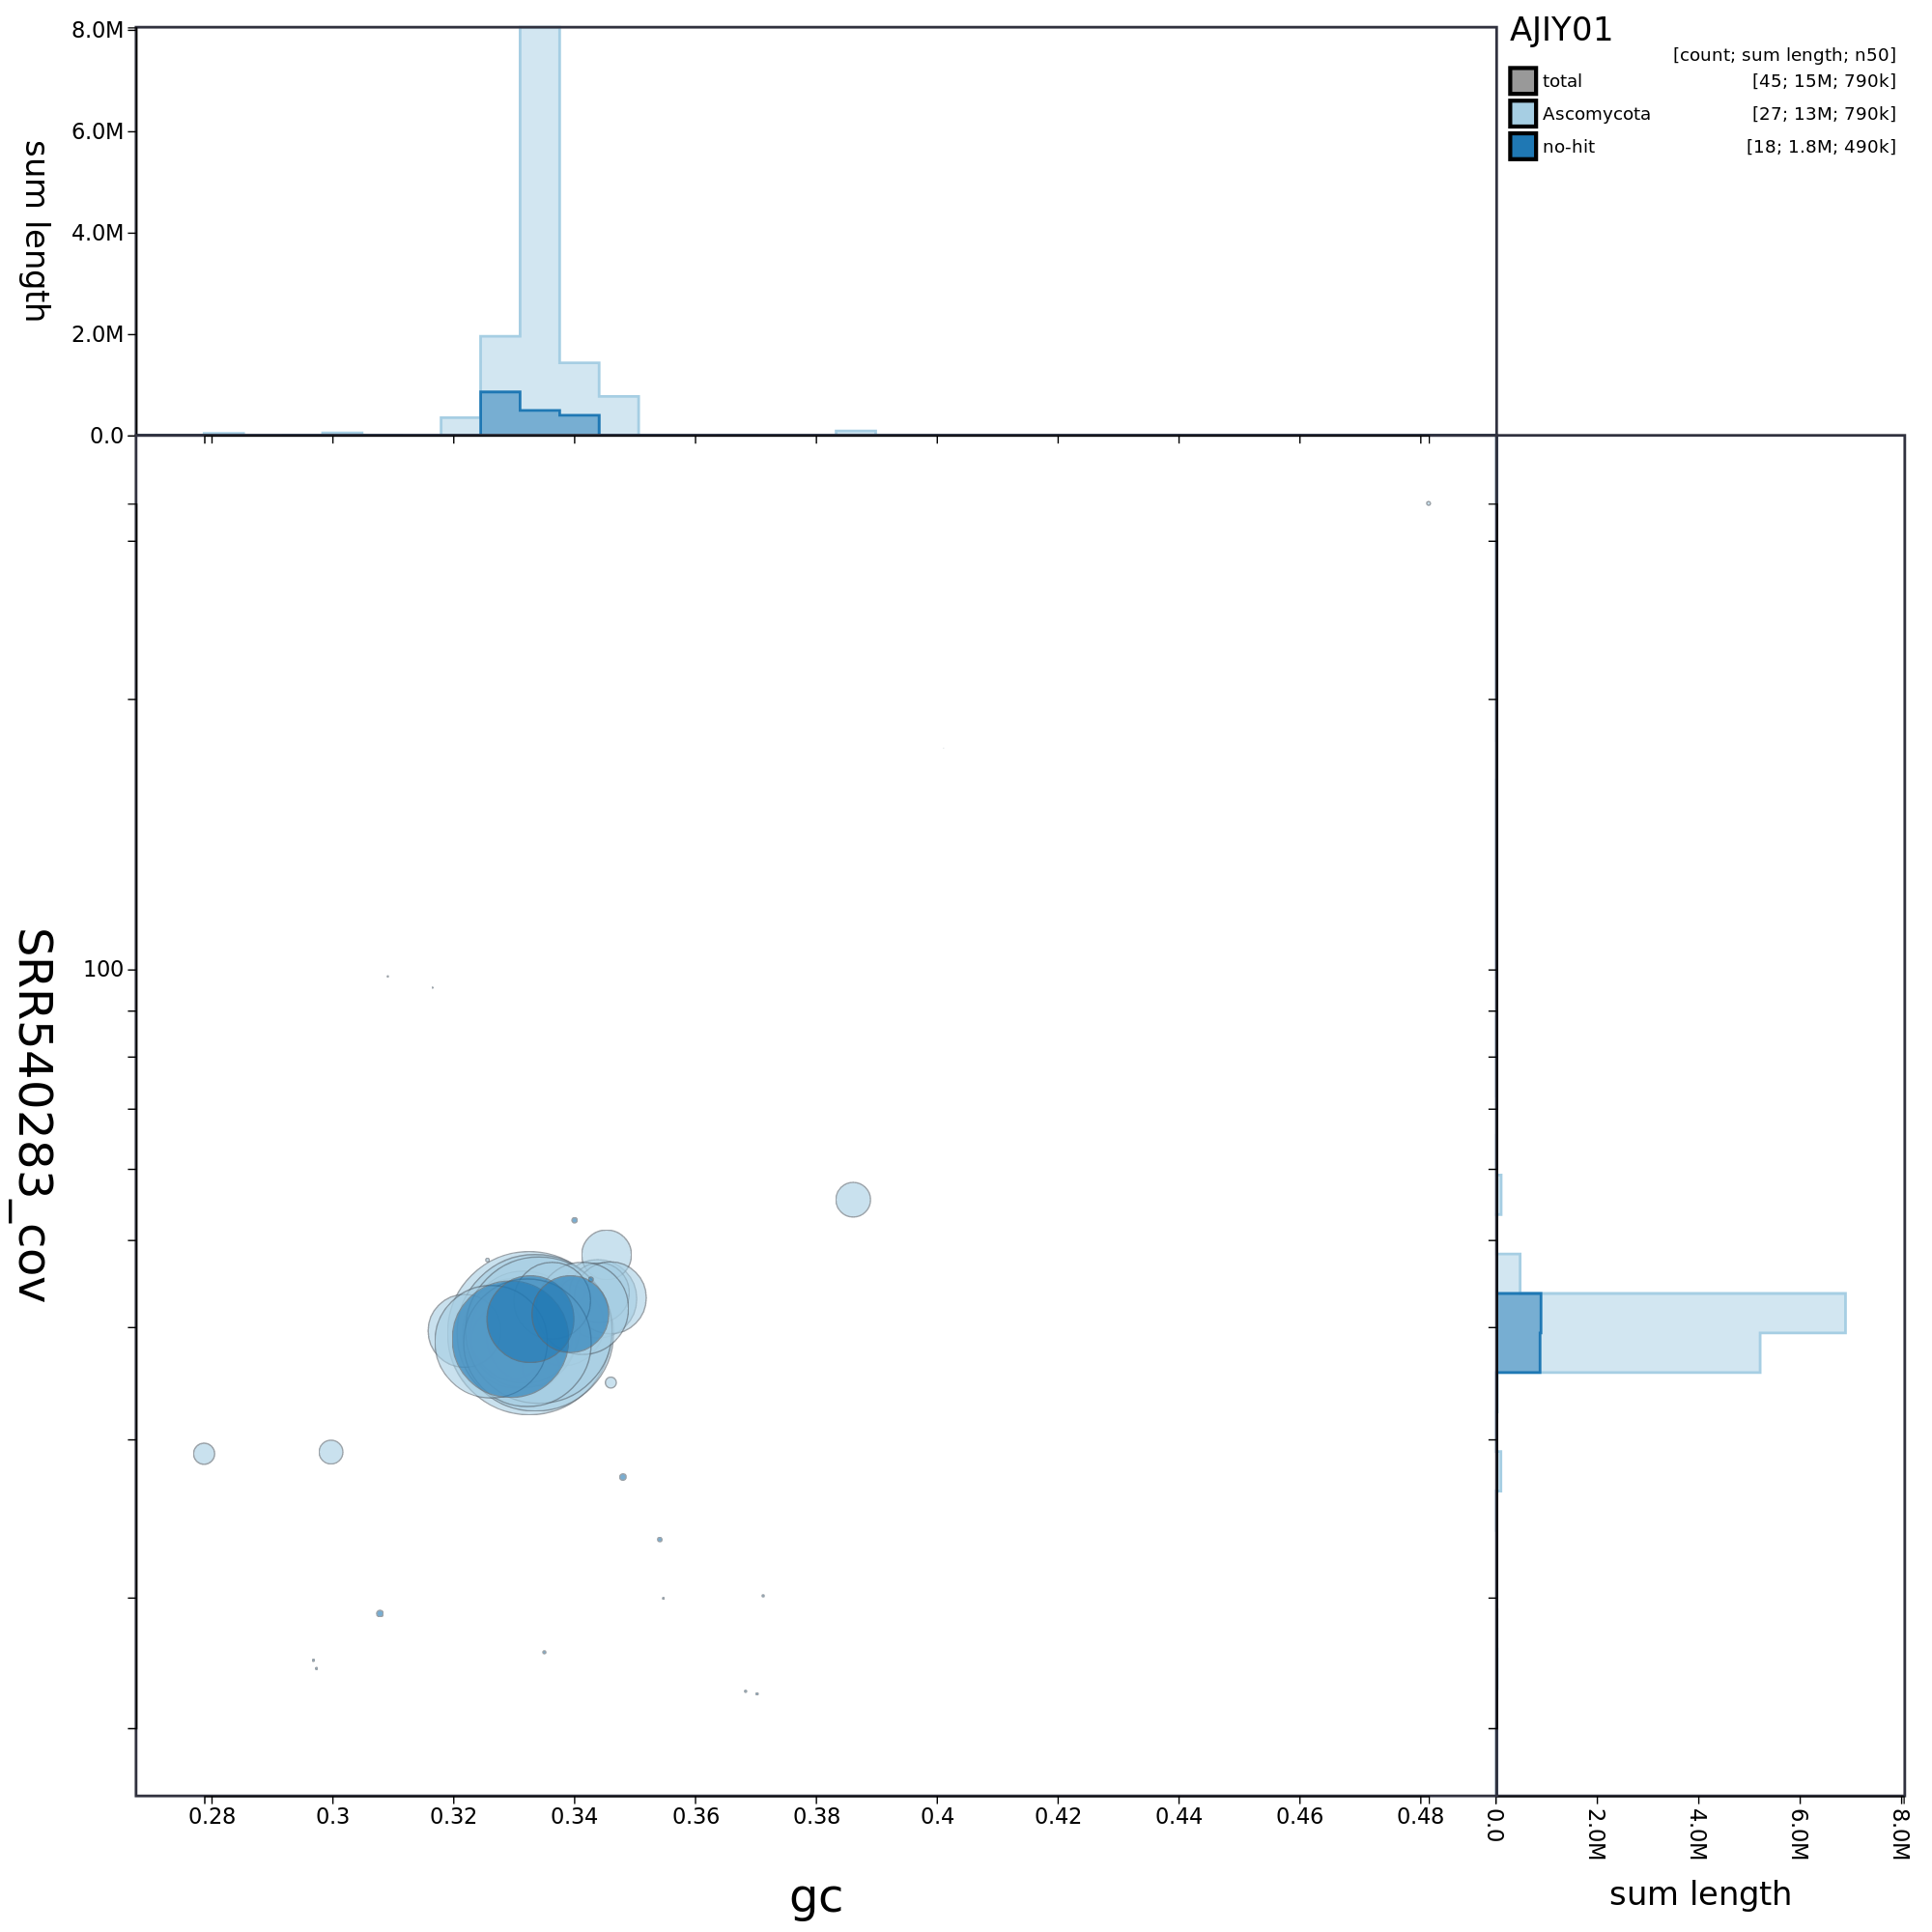 AJIY01
[count; sum length; n50]
total [45; 15M; 790k]
Ascomycota [27; 13M; 790k]
no-hit [18; 1.8M; 490k]
sum length
8.0M
6.0M
4.0M
2.0M
0.0
SRR540283_cov
100
0.28 0.3 0.32 0.34 0.36 0.38 0.4 0.42 0.44 0.46 0.48
gc
0.0 2.0M 4.0M 6.0M 8.0M
sum length